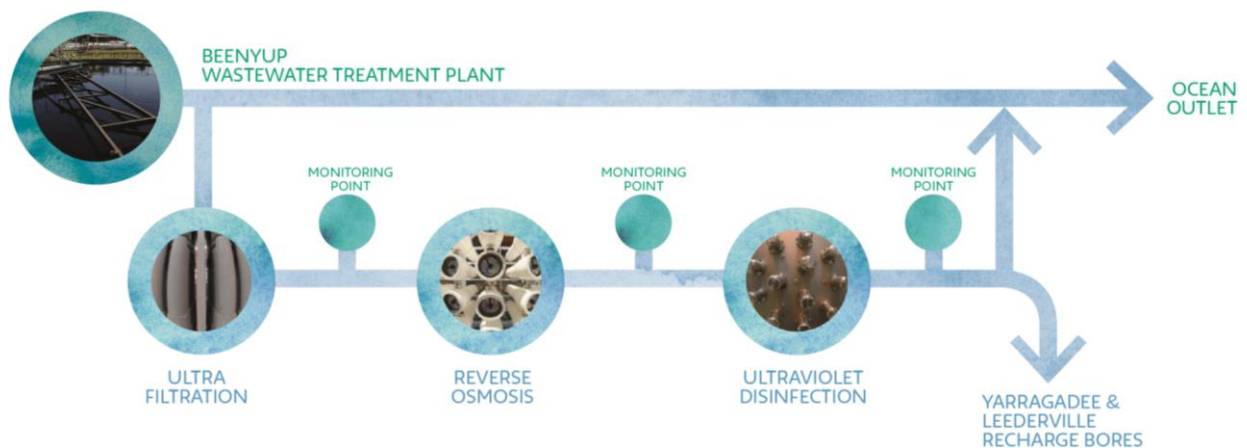 BEENYUP
WASTEWATER TREATMENT PLANT
OCEAN
OUTLET
MONITORING
POINT
MONITORING
POINT
MONITORING
POINT
ULTRA
FILTRATION
REVERSE
OSMOSIS
ULTRAVIOLET
DISINFECTION
YARRAGADEE &
LEEDERVILLE
RECHARGE BORES